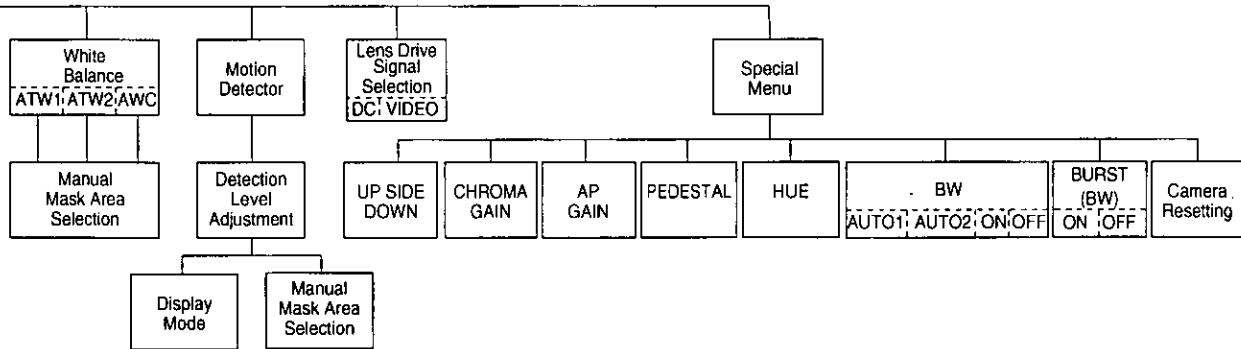 White
Balance
ATW1 ATW2 AWC
Motion
Detector
Lens Drive
Signal
Selection
DC VIDEO
Special
Menu
Manual
Mask Area
Selection
Detection
Level
Adjustment
UP SIDE
DOWN
CHROMA
GAIN
AP
GAIN
PEDESTAL
HUE
BW
AUTO1 AUTO2 ON OFF
BURST
(BW)
ON OFF
Camera
Resetting
Display
Mode
Manual
Mask Area
Selection